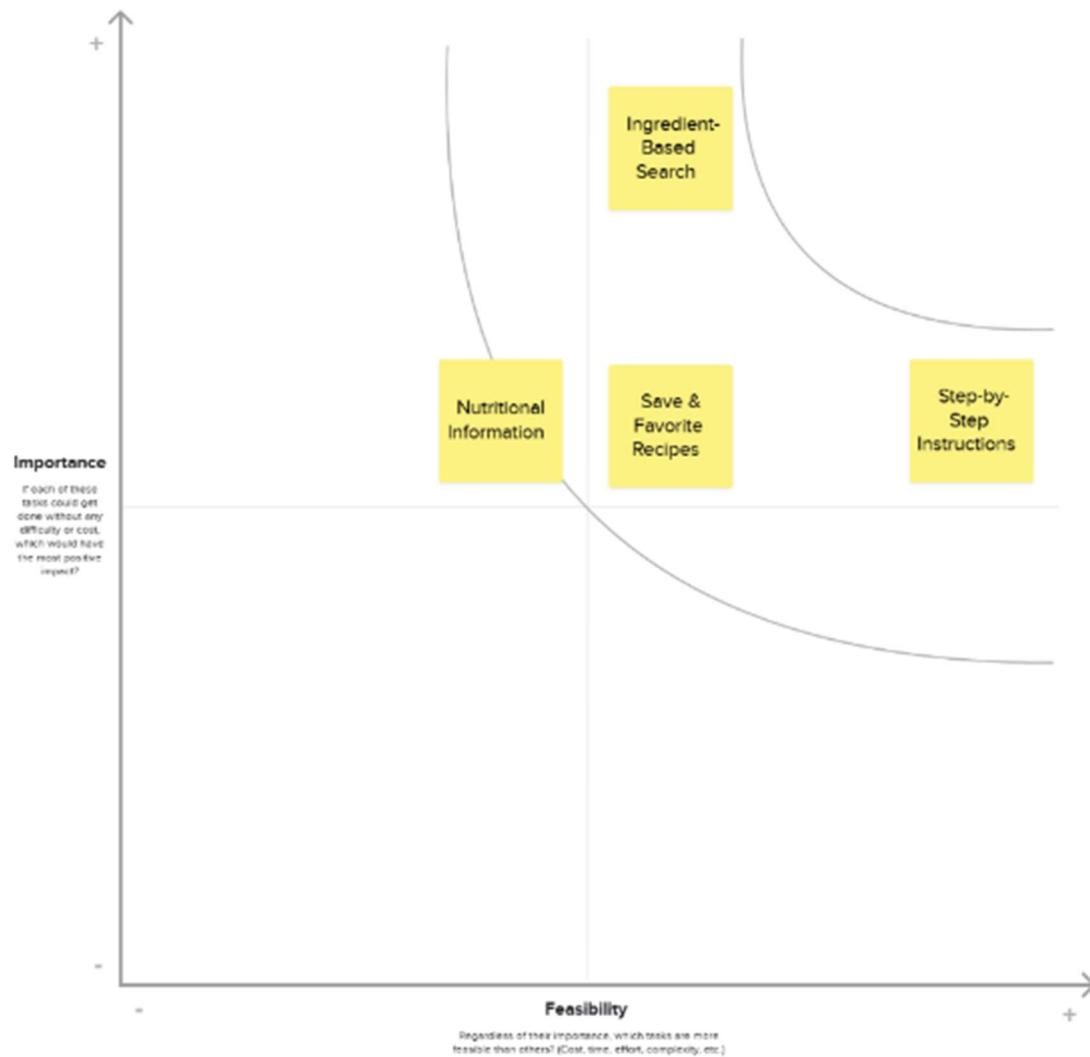 +
Ingredient-
Based
Search
Nutritional
Information
Save &
Favorite
Recipes
Step-by-
Step
Instructions
Importance
If each of these
tasks could get
done without any
difficulty or cost,
which would have
the most positive
impact?
-
-
Feasibility
+
Regardless of their importance, which tasks are more
feasible than others? (Cost, time, effort, complexity, etc.)